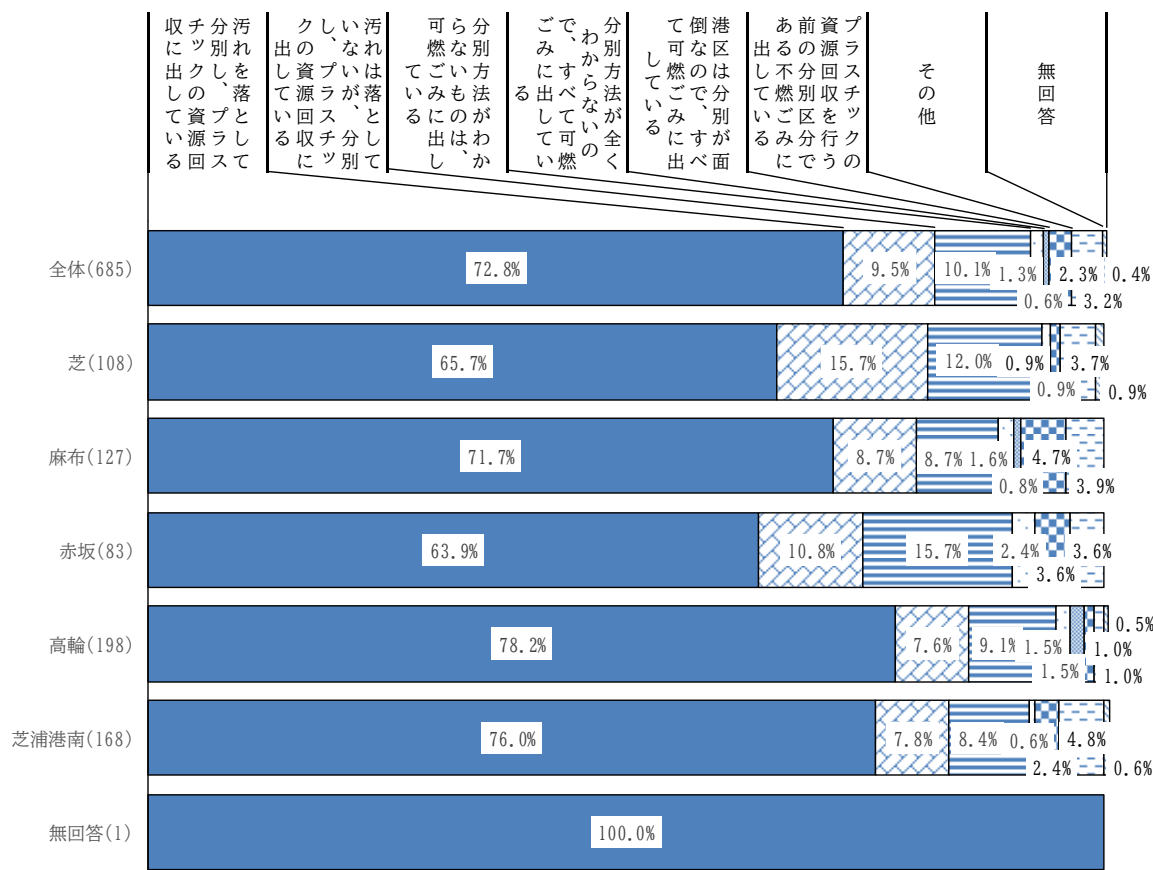 汚れを落として
分別し、プラス
チックの資源回
収に出している
汚れは落として
いないが、分別
し、プラスチッ
クの資源回収に
出している
分別方法がわか
らないものは、
可燃ごみに出し
ている
分別方法が全く
わからないの
で、すべて可燃
ごみに出してい
る
港区は分別が面
倒なので、すべ
て可燃ごみに出
している
プラスチックの
資源回収を行う
前の分別区分で
ある不燃ごみに
出している
その他
無回答
全体(685) 72.8% 9.5% 10.1% 1.3% 0.6% 2.3% 3.2% 0.4%
芝(108) 65.7% 15.7% 12.0% 0.9% 0.9% 3.7% 0.9%
麻布(127) 71.7% 8.7% 8.7% 1.6% 0.8% 4.7% 3.9%
赤坂(83) 63.9% 10.8% 15.7% 2.4% 3.6% 3.6%
高輪(198) 78.2% 7.6% 9.1% 1.5% 1.5% 1.0% 1.0% 0.5%
芝浦港南(168) 76.0% 7.8% 8.4% 0.6% 2.4% 4.8% 0.6%
無回答(1) 100.0%